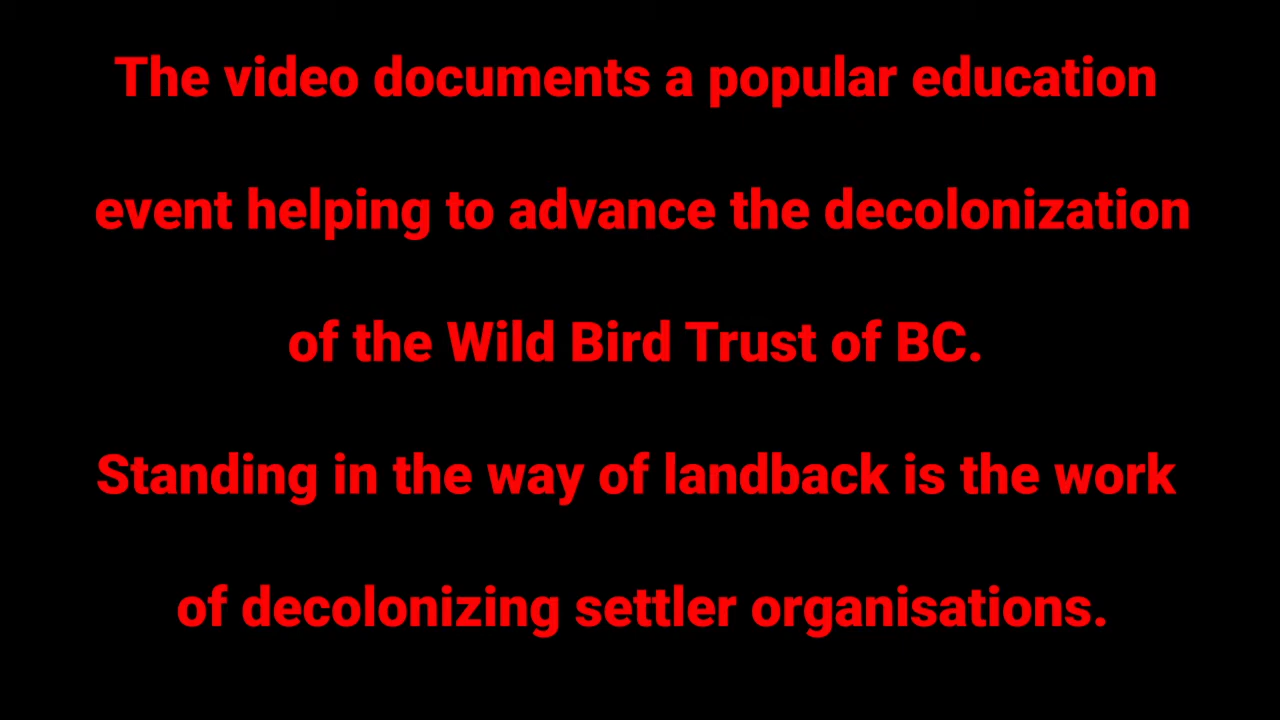 The video documents a popular education
event helping to advance the decolonization
of the Wild Bird Trust of BC.
Standing in the way of landback is the work
of decolonizing settler organisations.